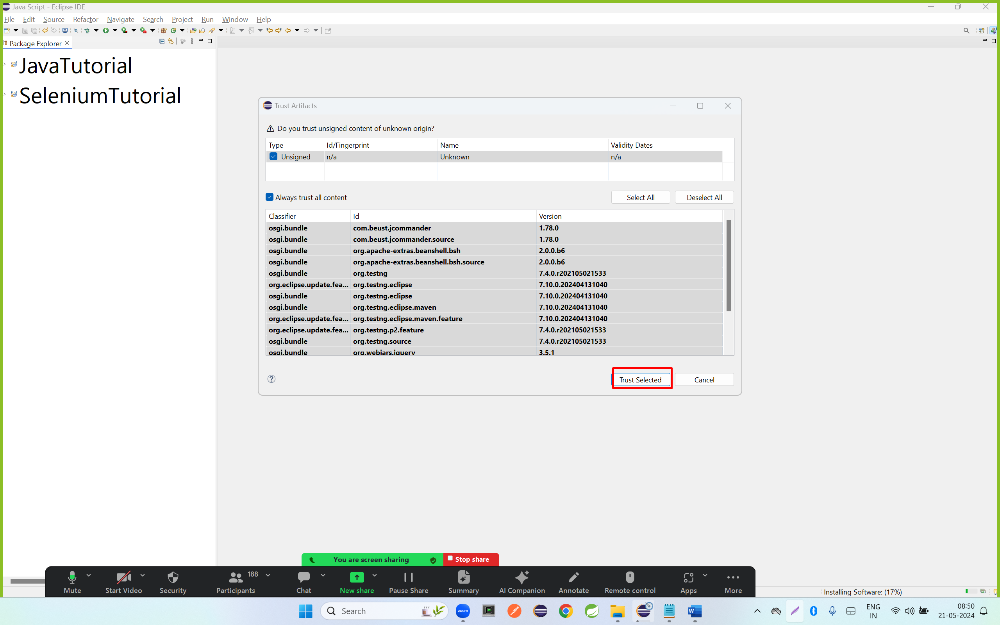 Java Script - Eclipse IDE
File Edit Source Refactor Navigate Search Project Run Window Help
Package Explorer
JavaTutorial
SeleniumTutorial
Trust Artifacts
Do you trust unsigned content of unknown origin?
Type Id/Fingerprint Name Validity Dates
Unsigned n/a Unknown n/a
Always trust all content Select All Deselect All
Classifier Id Version
osgi.bundle com.beust.jcommander 1.78.0
osgi.bundle com.beust.jcommander.source 1.78.0
osgi.bundle org.apache-extras.beanshell.bsh 2.0.0.b6
osgi.bundle org.apache-extras.beanshell.bsh.source 2.0.0.b6
osgi.bundle org.testng 7.4.0.r202105021533
org.eclipse.update.fea... org.testng.eclipse 7.10.0.202404131040
osgi.bundle org.testng.eclipse 7.10.0.202404131040
osgi.bundle org.testng.eclipse.maven 7.10.0.202404131040
org.eclipse.update.fea... org.testng.eclipse.maven.feature 7.10.0.202404131040
org.eclipse.update.fea... org.testng.p2.feature 7.4.0.r202105021533
osgi.bundle org.testng.source 7.4.0.r202105021533
osgi.bundle org.webjars.jquery 3.5.1
Trust Selected Cancel
You are screen sharing Stop share
188
Mute Start Video Security Participants Chat New share Pause Share Summary AI Companion Annotate Remote control Apps More
Installing Software: (17%)
Search
zoom
W
ENG
IN
08:50
21-05-2024